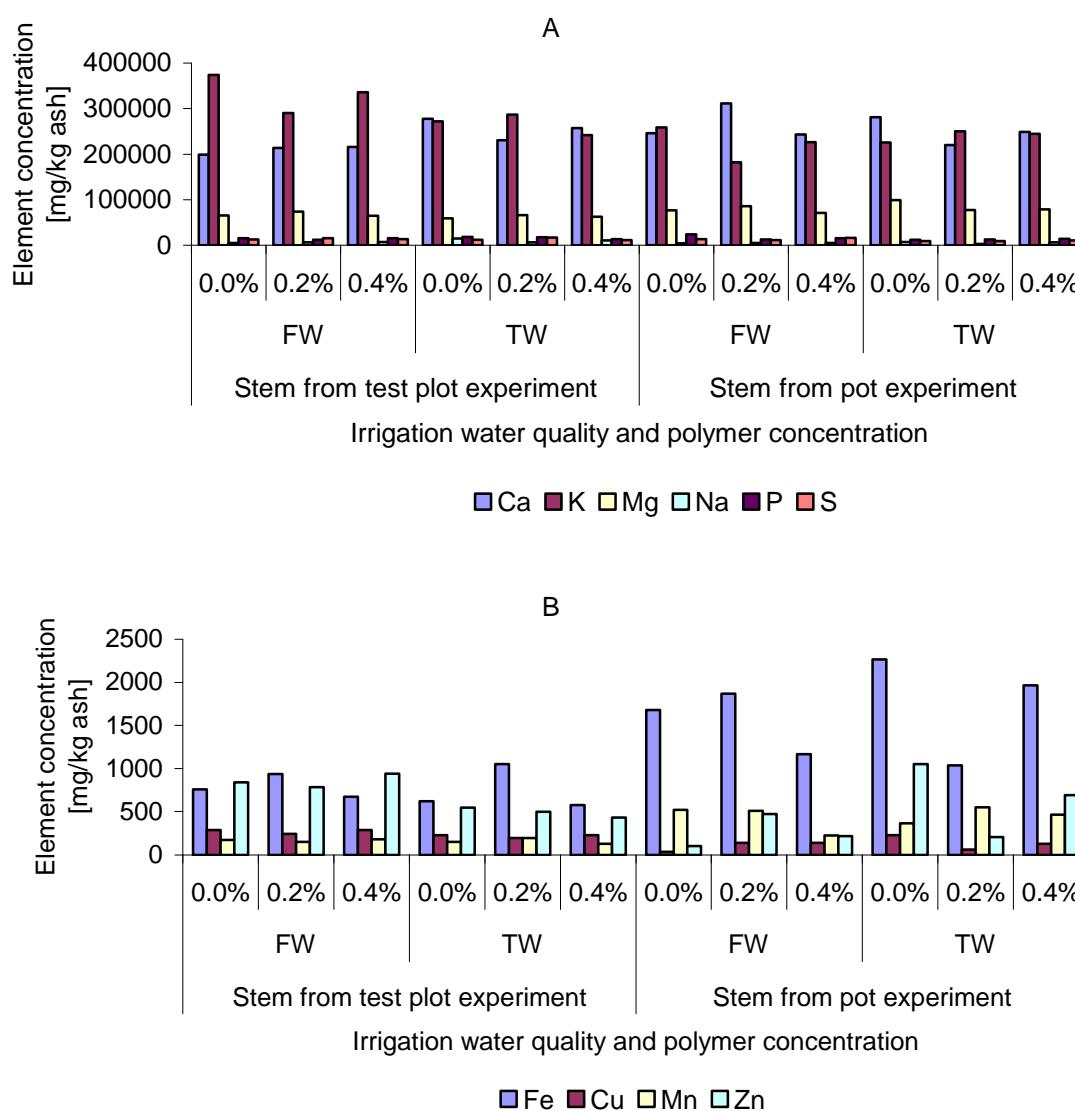 A
Element concentration
[mg/kg ash]
400000
300000
200000
100000
0
0.0% 0.2% 0.4% 0.0% 0.2% 0.4% 0.0% 0.2% 0.4% 0.0% 0.2% 0.4%
FW TW FW TW
Stem from test plot experiment Stem from pot experiment
Irrigation water quality and polymer concentration
Ca K Mg Na P S
B
Element concentration
[mg/kg ash]
2500
2000
1500
1000
500
0
0.0% 0.2% 0.4% 0.0% 0.2% 0.4% 0.0% 0.2% 0.4% 0.0% 0.2% 0.4%
FW TW FW TW
Stem from test plot experiment Stem from pot experiment
Irrigation water quality and polymer concentration
Fe Cu Mn Zn